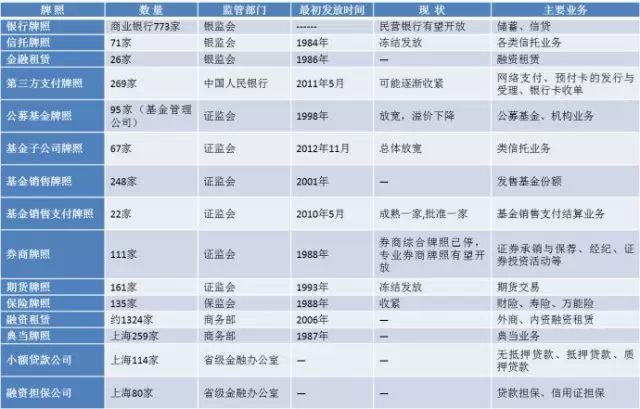 牌照 数量 监管部门 最初发放时间 现状 主要业务
银行牌照 商业银行773家 银监会 ------ 民营银行有望开放 储蓄、信贷
信托牌照 71家 银监会 1984年 冻结发放 各类信托业务
金融租赁 26家 银监会 1986年 — 融资租赁
第三方支付牌照 269家 中国人民银行 2011年5月 可能逐渐收紧 网络支付、预付卡的发行与
受理、银行卡收单
公募基金牌照 95家（基金管理
公司） 证监会 1998年 放宽，溢价下降 公募基金、机构业务
基金子公司牌照 67家 证监会 2012年11月 总体放宽 类信托业务
基金销售牌照 248家 证监会 2001年 — 发售基金份额
基金销售支付牌照 22家 证监会 2010年5月 成熟一家,批准一家 基金销售支付结算业务
券商牌照 111家 证监会 1988年 券商综合牌照已停，
专业券商牌照有望开
放 证券承销与保荐、经纪、证
券投资活动等
期货牌照 161家 证监会 1993年 冻结发放 期货交易
保险牌照 135家 保监会 1988年 收紧 财险、寿险、万能险
融资租赁 约1324家 商务部 2006年 — 外商、内资融资租赁
典当牌照 上海259家 商务部 1987年 — 典当业务
小额贷款公司 上海114家 省级金融办公室 — — 无抵押贷款、抵押贷款、质
押贷款
融资担保公司 上海80家 省级金融办公室 — — 贷款担保、信用证担保